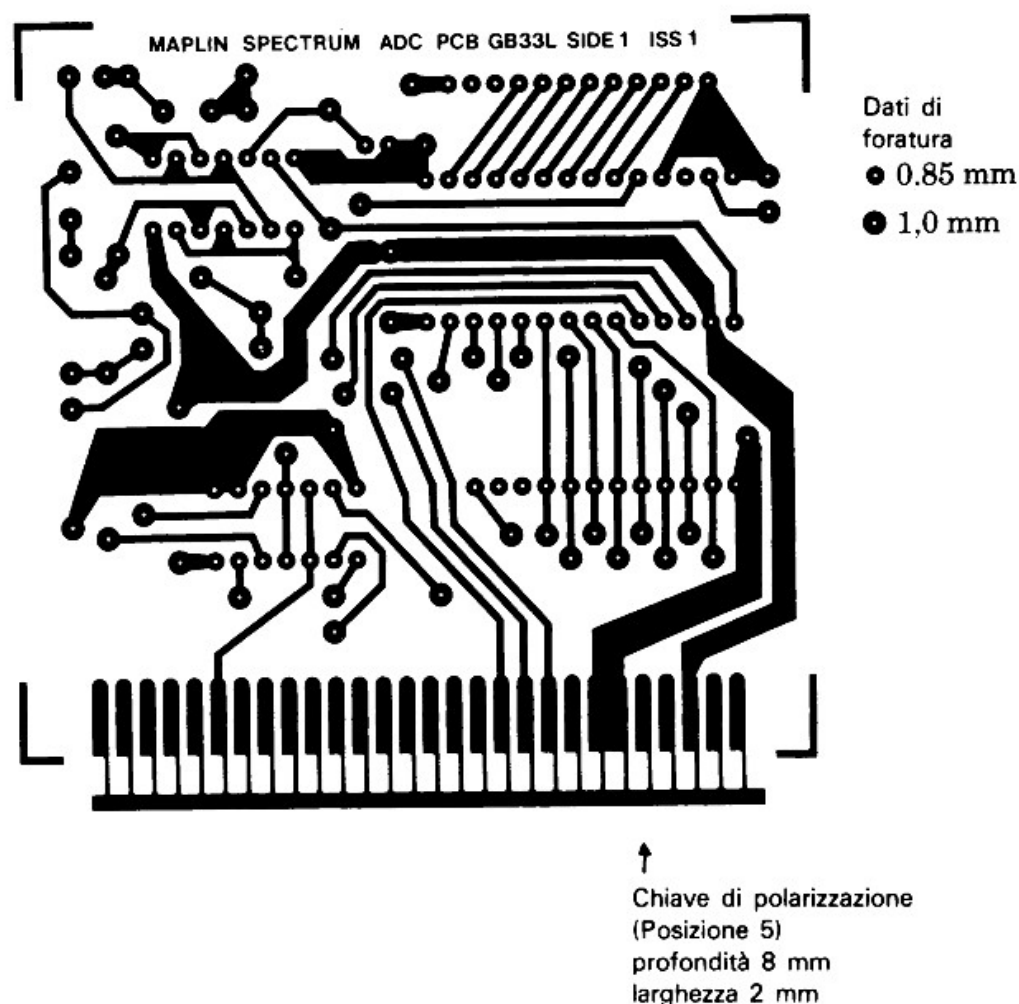 MAPLIN SPECTRUM ADC PCB GB33L SIDE 1 ISS 1
Dati di
foratura
0.85 mm
1,0 mm
Chiave di polarizzazione
(Posizione 5)
profondità 8 mm
larghezza 2 mm